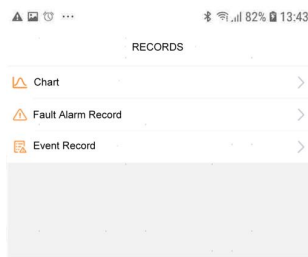 82% 13:43
RECORDS
Chart
Fault Alarm Record
Event Record